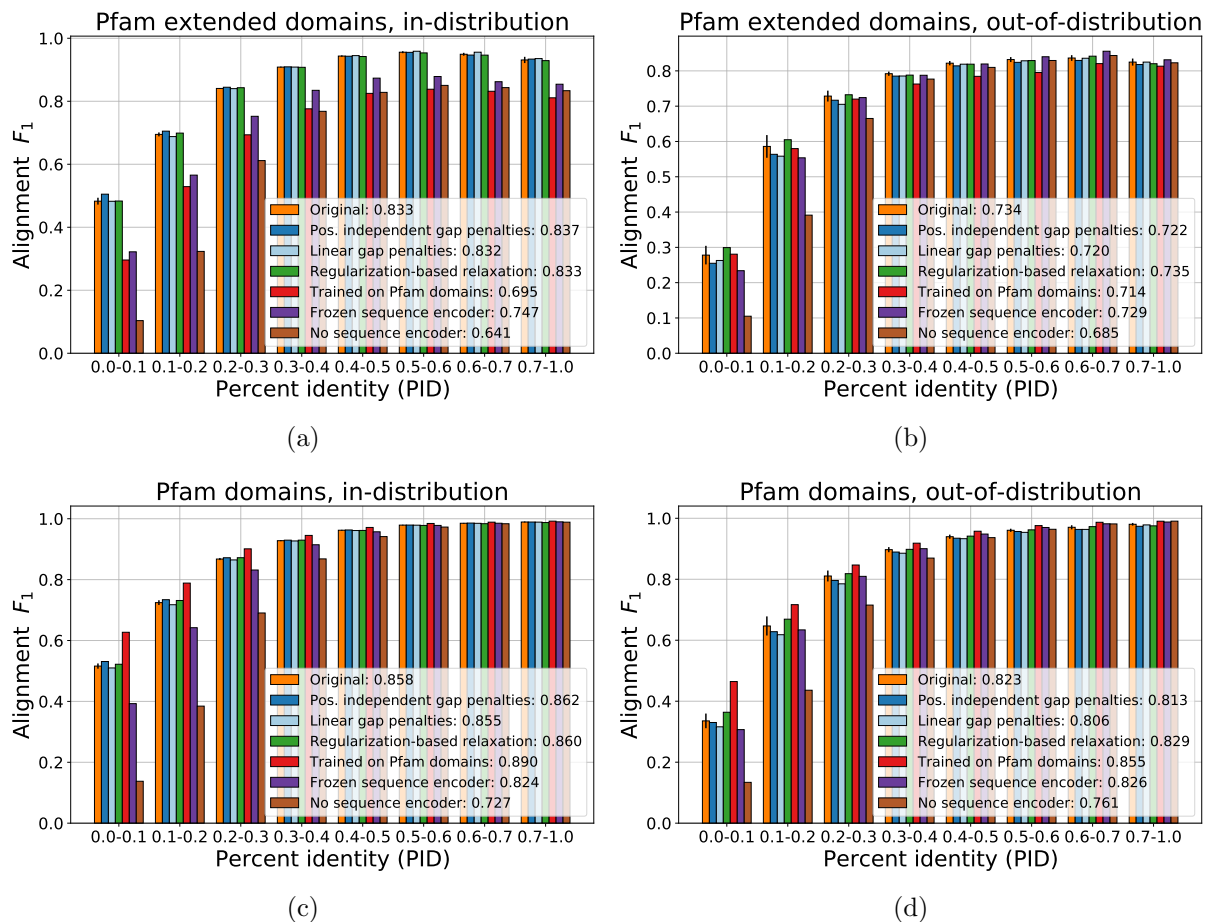 Pfam extended domains, in-distribution
Alignment F1
1.0
0.8
0.6
0.4
0.2
0.0
Original: 0.833
Pos. independent gap penalties: 0.837
Linear gap penalties: 0.832
Regularization-based relaxation: 0.833
Trained on Pfam domains: 0.695
Frozen sequence encoder: 0.747
No sequence encoder: 0.641
0.0-0.1 0.1-0.2 0.2-0.3 0.3-0.4 0.4-0.5 0.5-0.6 0.6-0.7 0.7-1.0
Percent identity (PID)
(a)
Pfam extended domains, out-of-distribution
Alignment F1
0.8
0.7
0.6
0.5
0.4
0.3
0.2
0.1
0.0
Original: 0.734
Pos. independent gap penalties: 0.722
Linear gap penalties: 0.720
Regularization-based relaxation: 0.735
Trained on Pfam domains: 0.714
Frozen sequence encoder: 0.729
No sequence encoder: 0.685
0.0-0.1 0.1-0.2 0.2-0.3 0.3-0.4 0.4-0.5 0.5-0.6 0.6-0.7 0.7-1.0
Percent identity (PID)
(b)
Pfam domains, in-distribution
Alignment F1
1.0
0.8
0.6
0.4
0.2
0.0
Original: 0.858
Pos. independent gap penalties: 0.862
Linear gap penalties: 0.855
Regularization-based relaxation: 0.860
Trained on Pfam domains: 0.890
Frozen sequence encoder: 0.824
No sequence encoder: 0.727
0.0-0.1 0.1-0.2 0.2-0.3 0.3-0.4 0.4-0.5 0.5-0.6 0.6-0.7 0.7-1.0
Percent identity (PID)
(c)
Pfam domains, out-of-distribution
Alignment F1
1.0
0.8
0.6
0.4
0.2
0.0
Original: 0.823
Pos. independent gap penalties: 0.813
Linear gap penalties: 0.806
Regularization-based relaxation: 0.829
Trained on Pfam domains: 0.855
Frozen sequence encoder: 0.826
No sequence encoder: 0.761
0.0-0.1 0.1-0.2 0.2-0.3 0.3-0.4 0.4-0.5 0.5-0.6 0.6-0.7 0.7-1.0
Percent identity (PID)
(d)